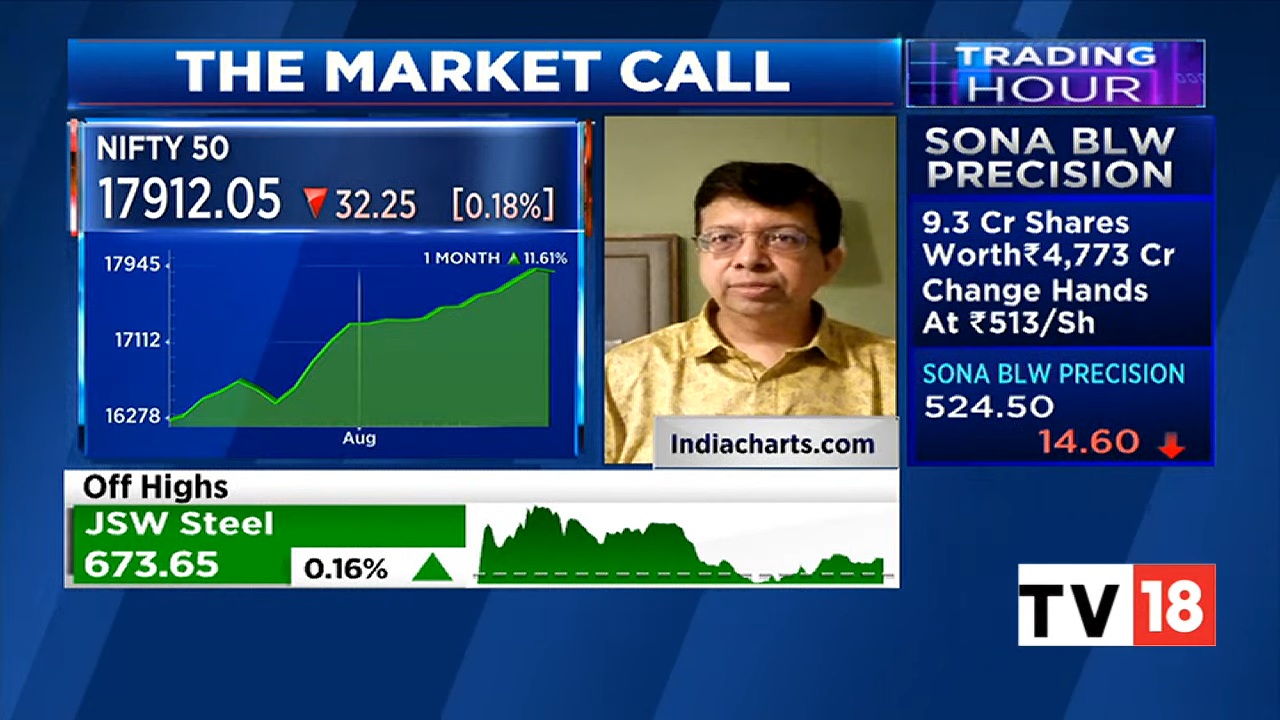 THE MARKET CALL
TRADING
HOUR
NIFTY 50
17912.05 ▼ 32.25 [0.18%]
1 MONTH ▲ 11.61%
17945
17112
16278
Aug
Indiacharts.com
SONA BLW
PRECISION
9.3 Cr Shares
Worth₹4,773 Cr
Change Hands
At ₹513/Sh
SONA BLW PRECISION
524.50
14.60
Off Highs
JSW Steel
673.65
0.16%
TV18